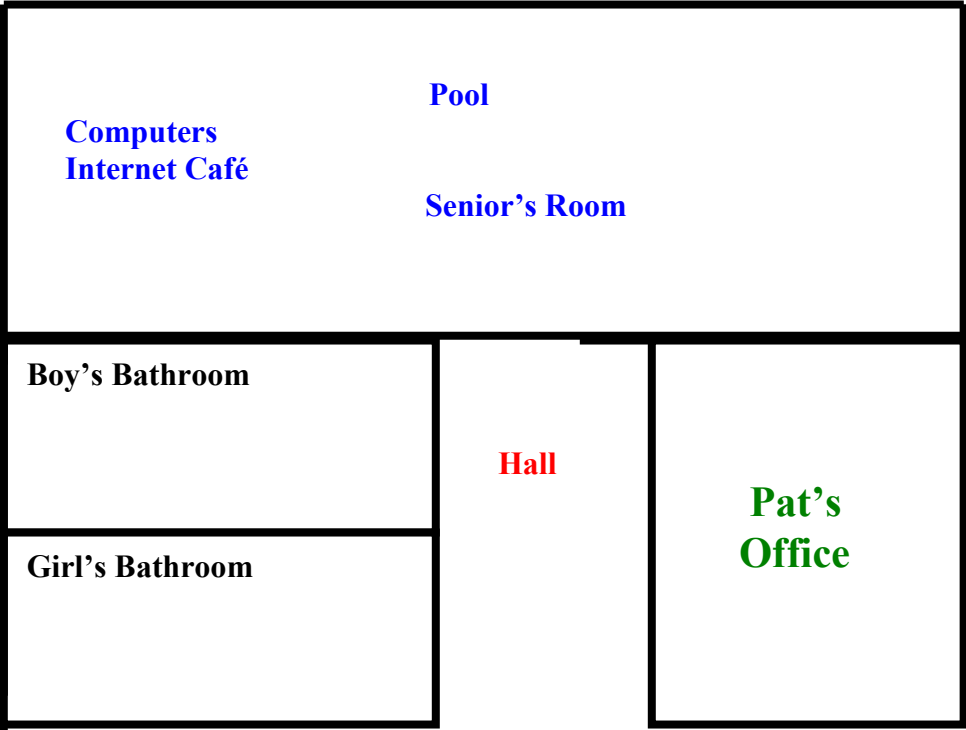 Pool
Computers
Internet Café
Senior’s Room
Boy’s Bathroom
Hall
Pat’s
Office
Girl’s Bathroom